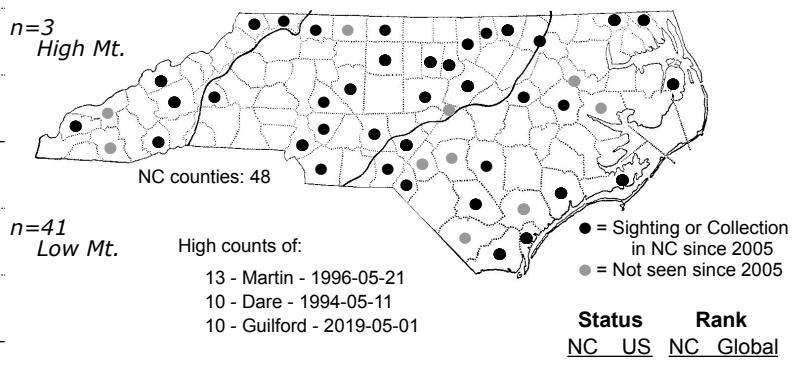 n=3
High Mt.
NC counties: 48
n=41
Low Mt.
High counts of:
13 - Martin - 1996-05-21
10 - Dare - 1994-05-11
10 - Guilford - 2019-05-01
= Sighting or Collection
in NC since 2005
= Not seen since 2005
Status Rank
NC US NC Global